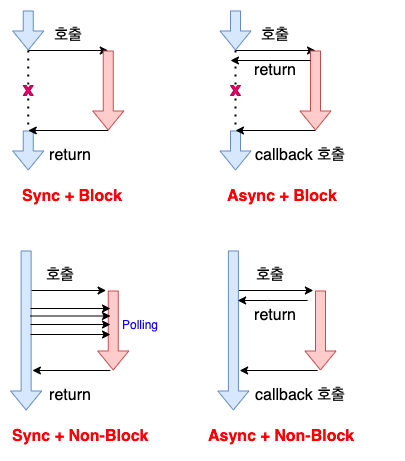 호출
X
return
Sync + Block
호출
return
X
callback 호출
Async + Block
호출
Polling
return
Sync + Non-Block
호출
return
callback 호출
Async + Non-Block